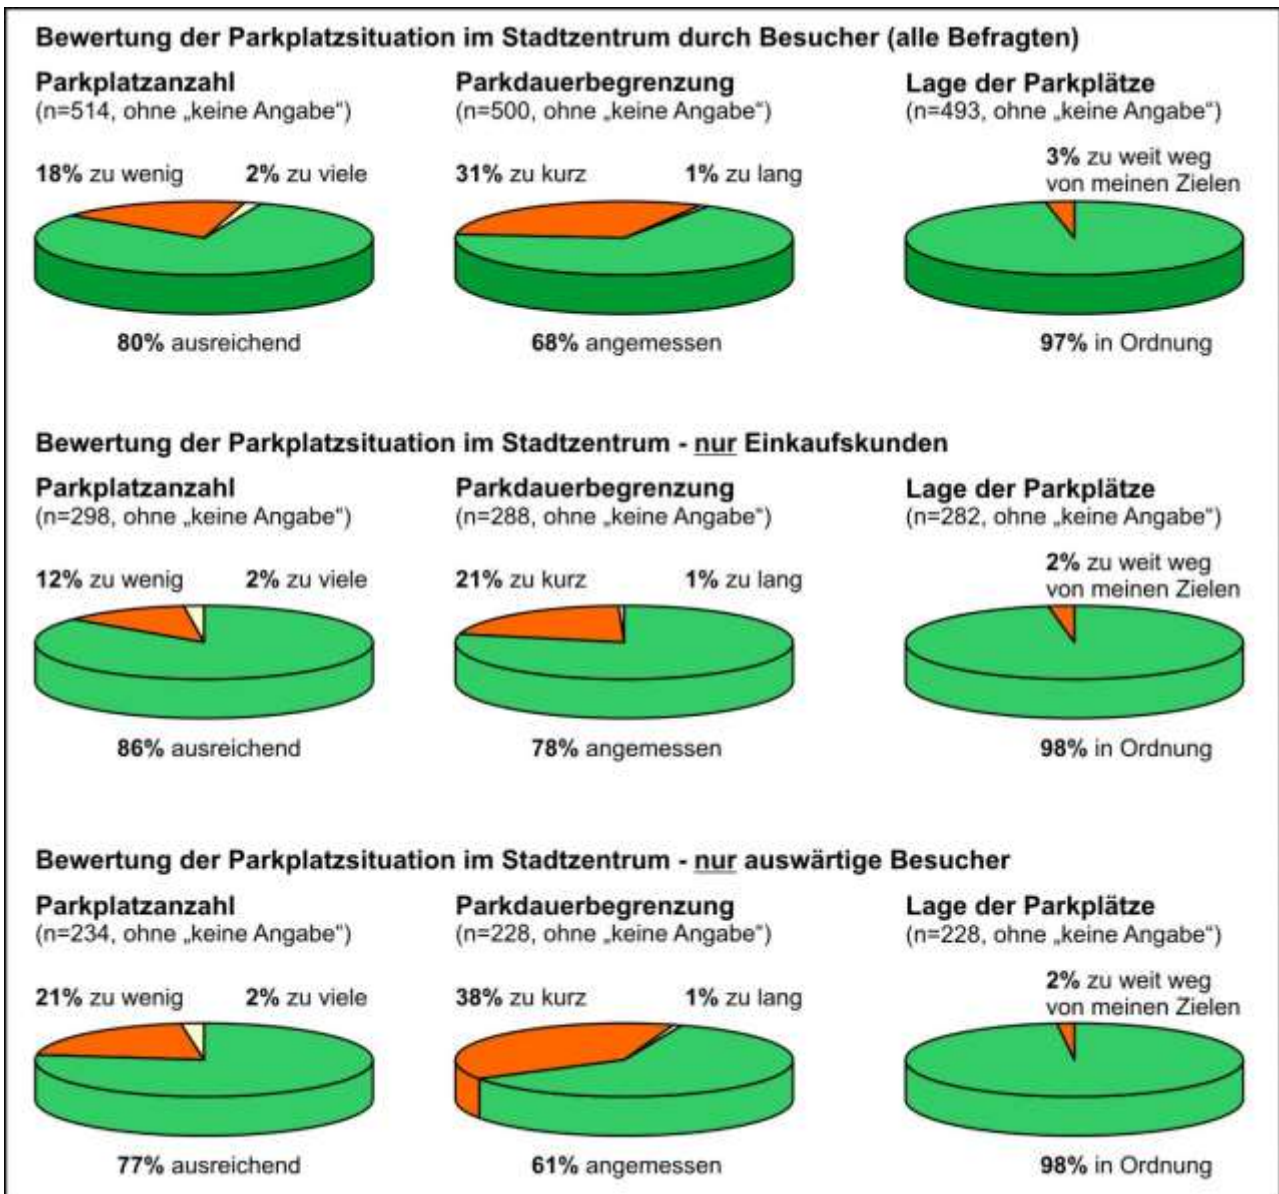 Bewertung der Parkplatzsituation im Stadtzentrum durch Besucher (alle Befragten)
Parkplatzanzahl
(n=514, ohne „keine Angabe“)
18% zu wenig
2% zu viele
80% ausreichend
Parkdauerbegrenzung
(n=500, ohne „keine Angabe“)
31% zu kurz
1% zu lang
68% angemessen
Lage der Parkplätze
(n=493, ohne „keine Angabe“)
3% zu weit weg
von meinen Zielen
97% in Ordnung
Bewertung der Parkplatzsituation im Stadtzentrum - nur Einkaufskunden
Parkplatzanzahl
(n=298, ohne „keine Angabe“)
12% zu wenig
2% zu viele
86% ausreichend
Parkdauerbegrenzung
(n=288, ohne „keine Angabe“)
21% zu kurz
1% zu lang
78% angemessen
Lage der Parkplätze
(n=282, ohne „keine Angabe“)
2% zu weit weg
von meinen Zielen
98% in Ordnung
Bewertung der Parkplatzsituation im Stadtzentrum - nur auswärtige Besucher
Parkplatzanzahl
(n=234, ohne „keine Angabe“)
21% zu wenig
2% zu viele
77% ausreichend
Parkdauerbegrenzung
(n=228, ohne „keine Angabe“)
38% zu kurz
1% zu lang
61% angemessen
Lage der Parkplätze
(n=228, ohne „keine Angabe“)
2% zu weit weg
von meinen Zielen
98% in Ordnung